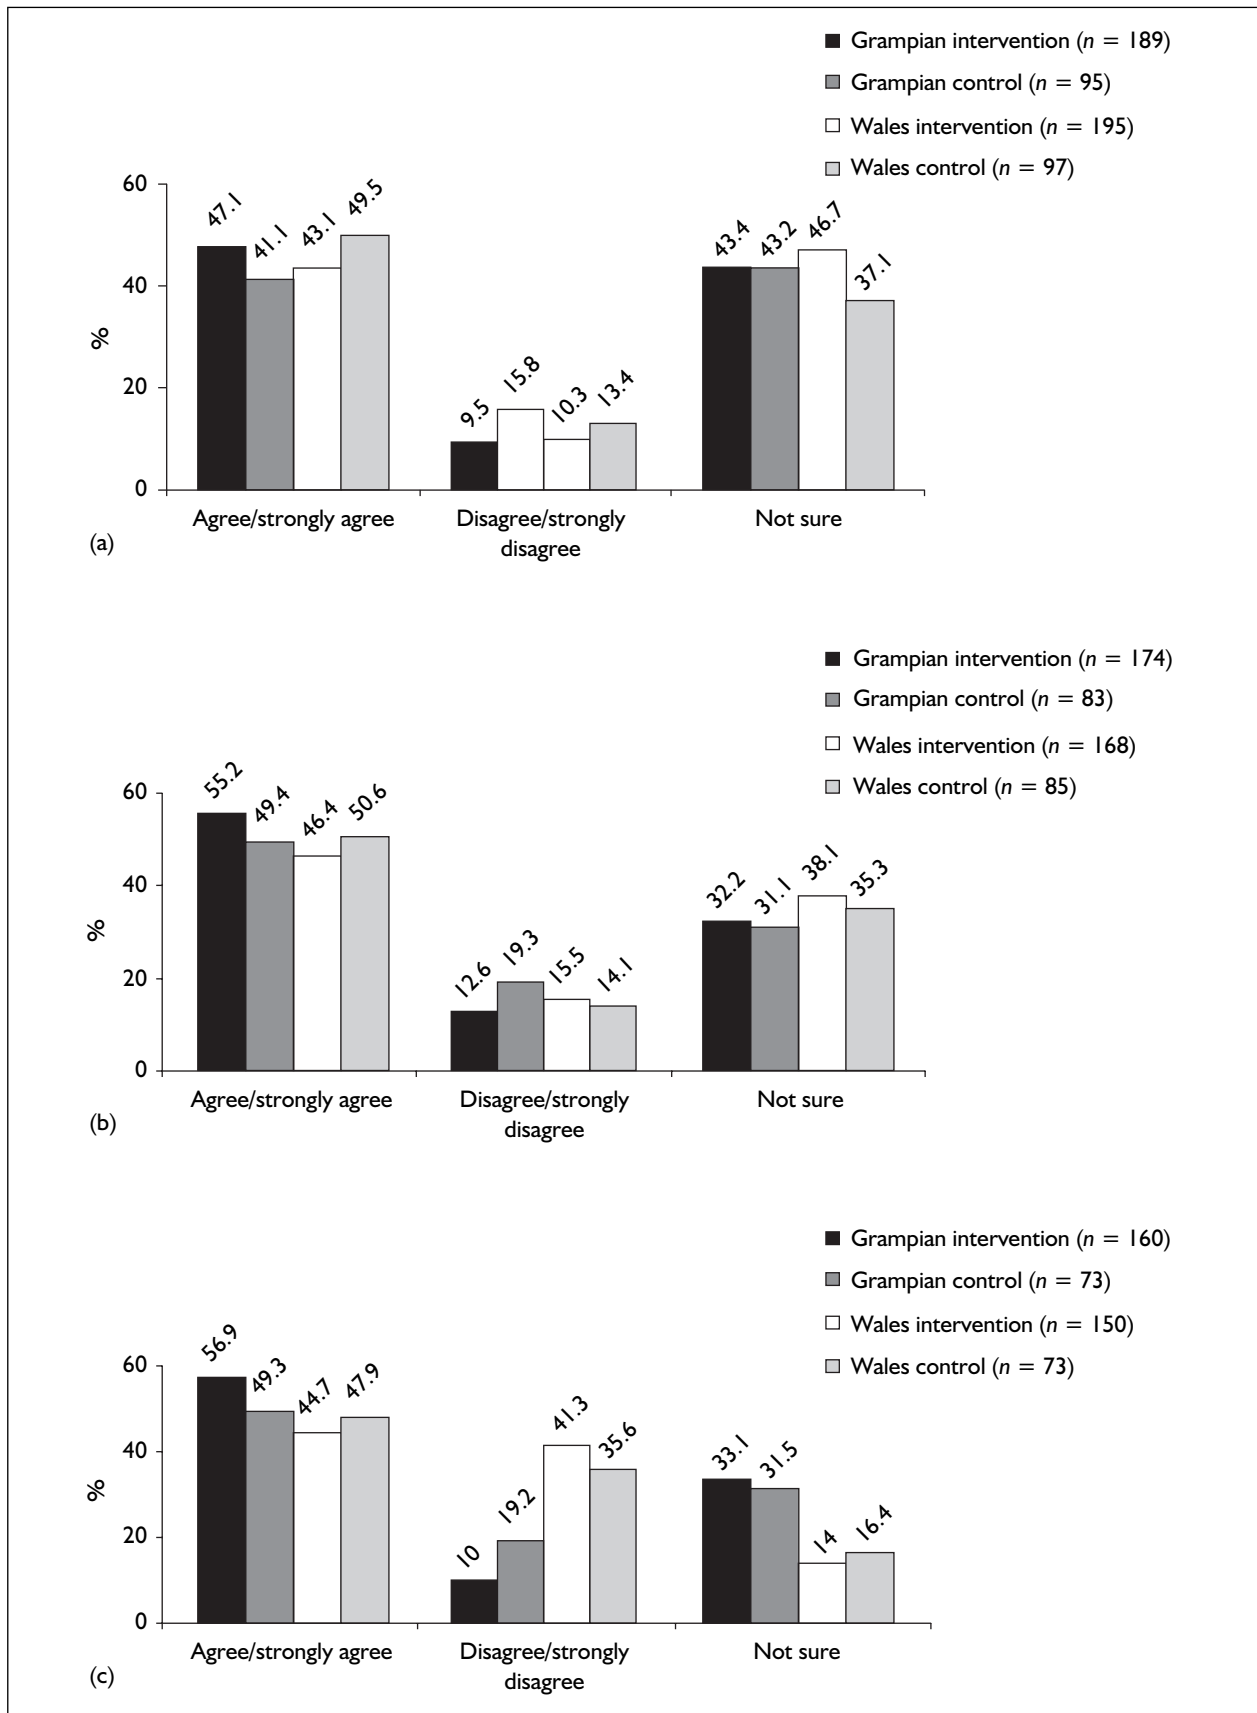 Grampian intervention (n = 189)
Grampian control (n = 95)
Wales intervention (n = 195)
Wales control (n = 97)
60
40
20
0
%
47.1
41.1
43.1
49.5
9.5
15.8
10.3
13.4
43.4
43.2
46.7
37.1
Agree/strongly agree
Disagree/strongly
disagree
Not sure
(a)
Grampian intervention (n = 174)
Grampian control (n = 83)
Wales intervention (n = 168)
Wales control (n = 85)
60
40
20
0
%
55.2
49.4
46.4
50.6
12.6
19.3
15.5
14.1
32.2
31.1
38.1
35.3
Agree/strongly agree
Disagree/strongly
disagree
Not sure
(b)
Grampian intervention (n = 160)
Grampian control (n = 73)
Wales intervention (n = 150)
Wales control (n = 73)
60
40
20
0
%
56.9
49.3
44.7
47.9
10
19.2
41.3
35.6
33.1
31.5
14
16.4
Agree/strongly agree
Disagree/strongly
disagree
Not sure
(c)